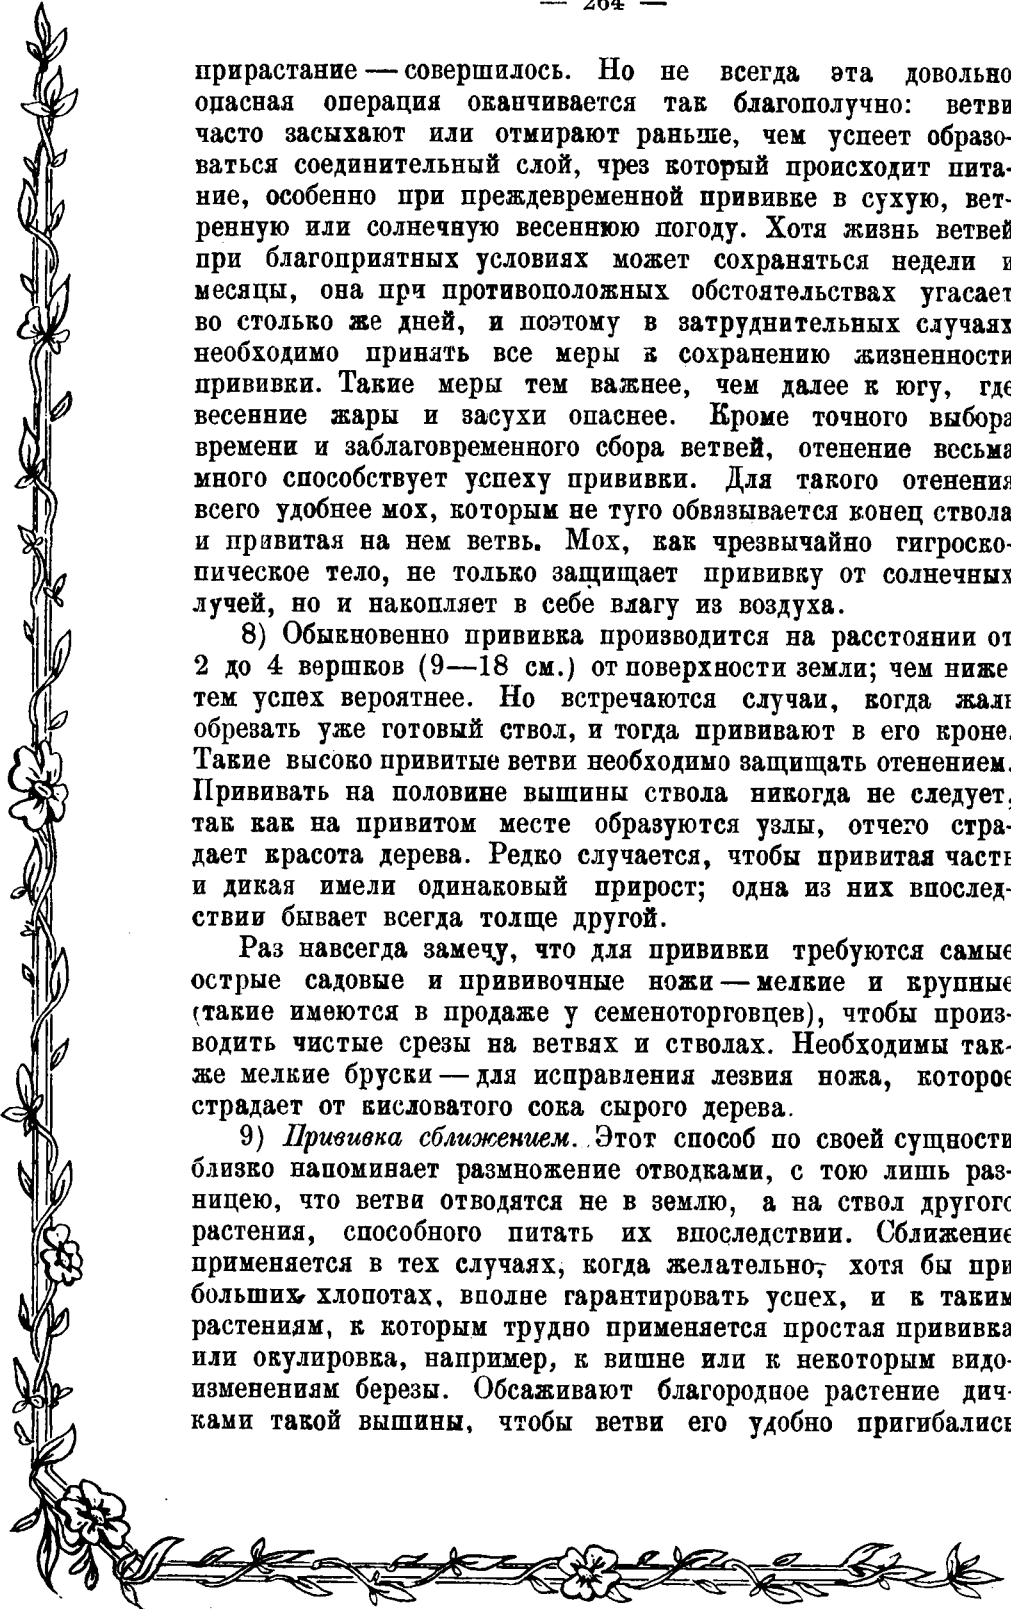 — 264 —
прирастание — совершилось. Но не всегда эта довольно
опасная операция оканчивается так благополучно: ветви
часто засыхают или отмирают раньше, чем успеет образо-
ваться соединительный слой, чрез который происходит пита-
ние, особенно при преждевременной прививке в сухую, вет-
ренную или солнечную весеннюю погоду. Хотя жизнь ветвей
при благоприятных условиях может сохраняться недели и
месяцы, она при противоположных обстоятельствах угасает
во столько же дней, и поэтому в затруднительных случаях
необходимо принять все меры к сохранению жизненности
прививки. Такие меры тем важнее, чем далее к югу, где
весенние жары и засухи опаснее. Кроме точного выбора
времени и заблаговременного сбора ветвей, отенение весьма
много способствует успеху прививки. Для такого отенения
всего удобнее мох, которым не туго обвязывается конец ствола
и привитая на нем ветвь. Мох, как чрезвычайно гигроско-
пическое тело, не только защищает прививку от солнечных
лучей, но и накопляет в себе влагу из воздуха.
8) Обыкновенно прививка производится на расстоянии от
2 до 4 вершков (9—18 см.) от поверхности земли; чем ниже
тем успех вероятнее. Но встречаются случаи, когда жаль
обрезать уже готовый ствол, и тогда прививают в его кроне.
Такие высоко привитые ветви необходимо защищать отенением.
Прививать на половине вышины ствола никогда не следует,
так как на привитом месте образуются узлы, отчего стра-
дает красота дерева. Редко случается, чтобы привитая часть
и дикая имели одинаковый прирост; одна из них впослед-
ствии бывает всегда толще другой.
Раз навсегда замечу, что для прививки требуются самые
острые садовые и прививочные ножи — мелкие и крупные
(такие имеются в продаже у семеноторговцев), чтобы произ-
водить чистые срезы на ветвях и стволах. Необходимы так-
же мелкие бруски — для исправления лезвия ножа, которое
страдает от кисловатого сока сырого дерева.
9) Прививка сближением. Этот способ по своей сущности
близко напоминает размножение отводками, с тою лишь раз-
ницею, что ветви отводятся не в землю, а на ствол другого
растения, способного питать их впоследствии. Сближение
применяется в тех случаях, когда желательно, хотя бы при
больших хлопотах, вполне гарантировать успех, и к таким
растениям, к которым трудно применяется простая прививка
или окулировка, например, к вишне или к некоторым видо-
изменениям березы. Обсаживают благородное растение дич-
ками такой вышины, чтобы ветви его удобно пригибались